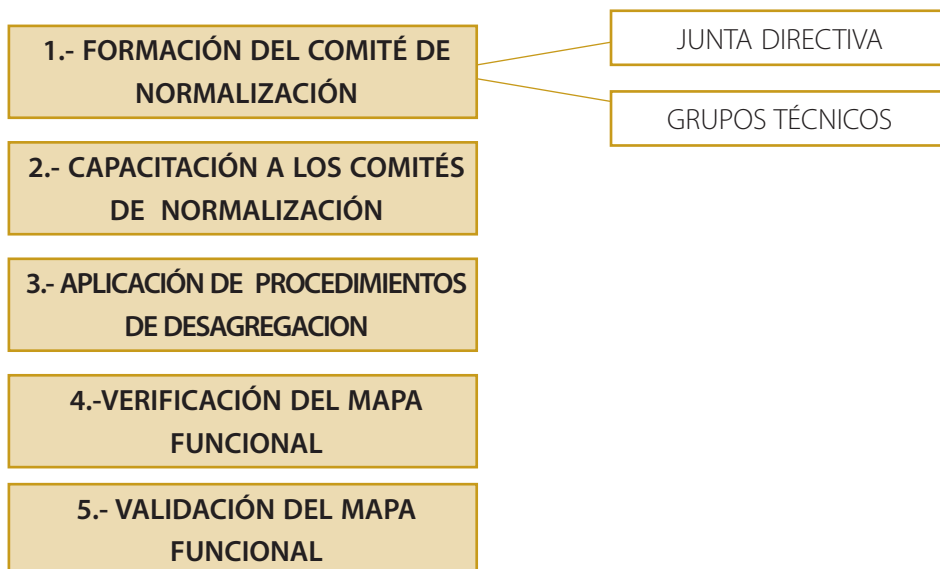 1.- FORMACIÓN DEL COMITÉ DE
NORMALIZACIÓN
JUNTA DIRECTIVA
GRUPOS TÉCNICOS
2.- CAPACITACIÓN A LOS COMITÉS
DE NORMALIZACIÓN
3.- APLICACIÓN DE PROCEDIMIENTOS
DE DESAGREGACION
4.-VERIFICACIÓN DEL MAPA
FUNCIONAL
5.- VALIDACIÓN DEL MAPA
FUNCIONAL